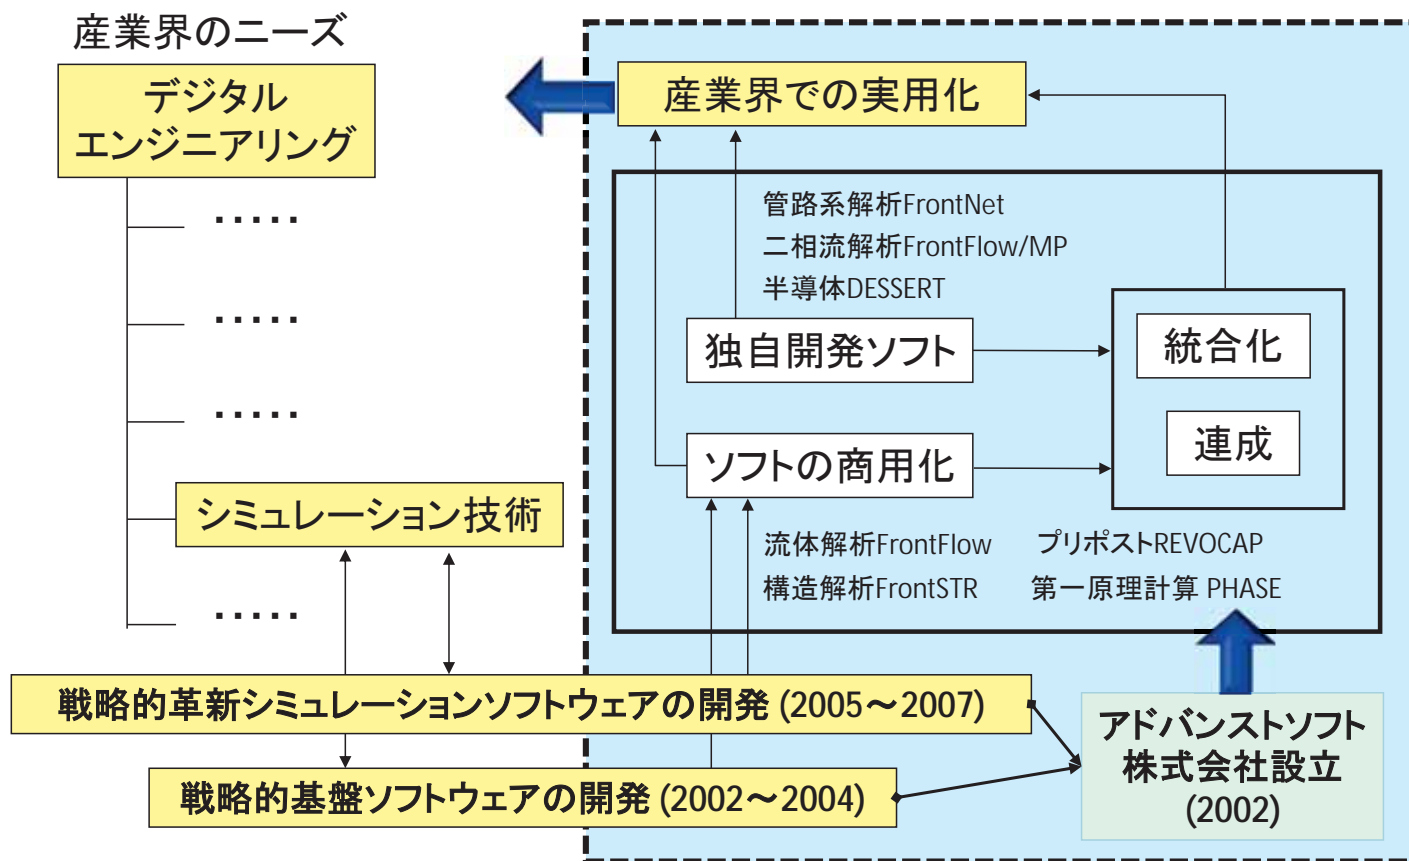 産業界のニーズ
デジタル
エンジニアリング
・・・・・
・・・・・
・・・・・
シミュレーション技術
・・・・・
産業界での実用化
管路系解析FrontNet
二相流解析FrontFlow/MP
半導体DESSERT
独自開発ソフト
統合化
連成
ソフトの商用化
流体解析FrontFlow プリポストREVOCAP
構造解析FrontSTR 第一原理計算 PHASE
戦略的革新シミュレーションソフトウェアの開発 (2005～2007)
戦略的基盤ソフトウェアの開発 (2002～2004)
アドバンストソフト
株式会社設立
(2002)